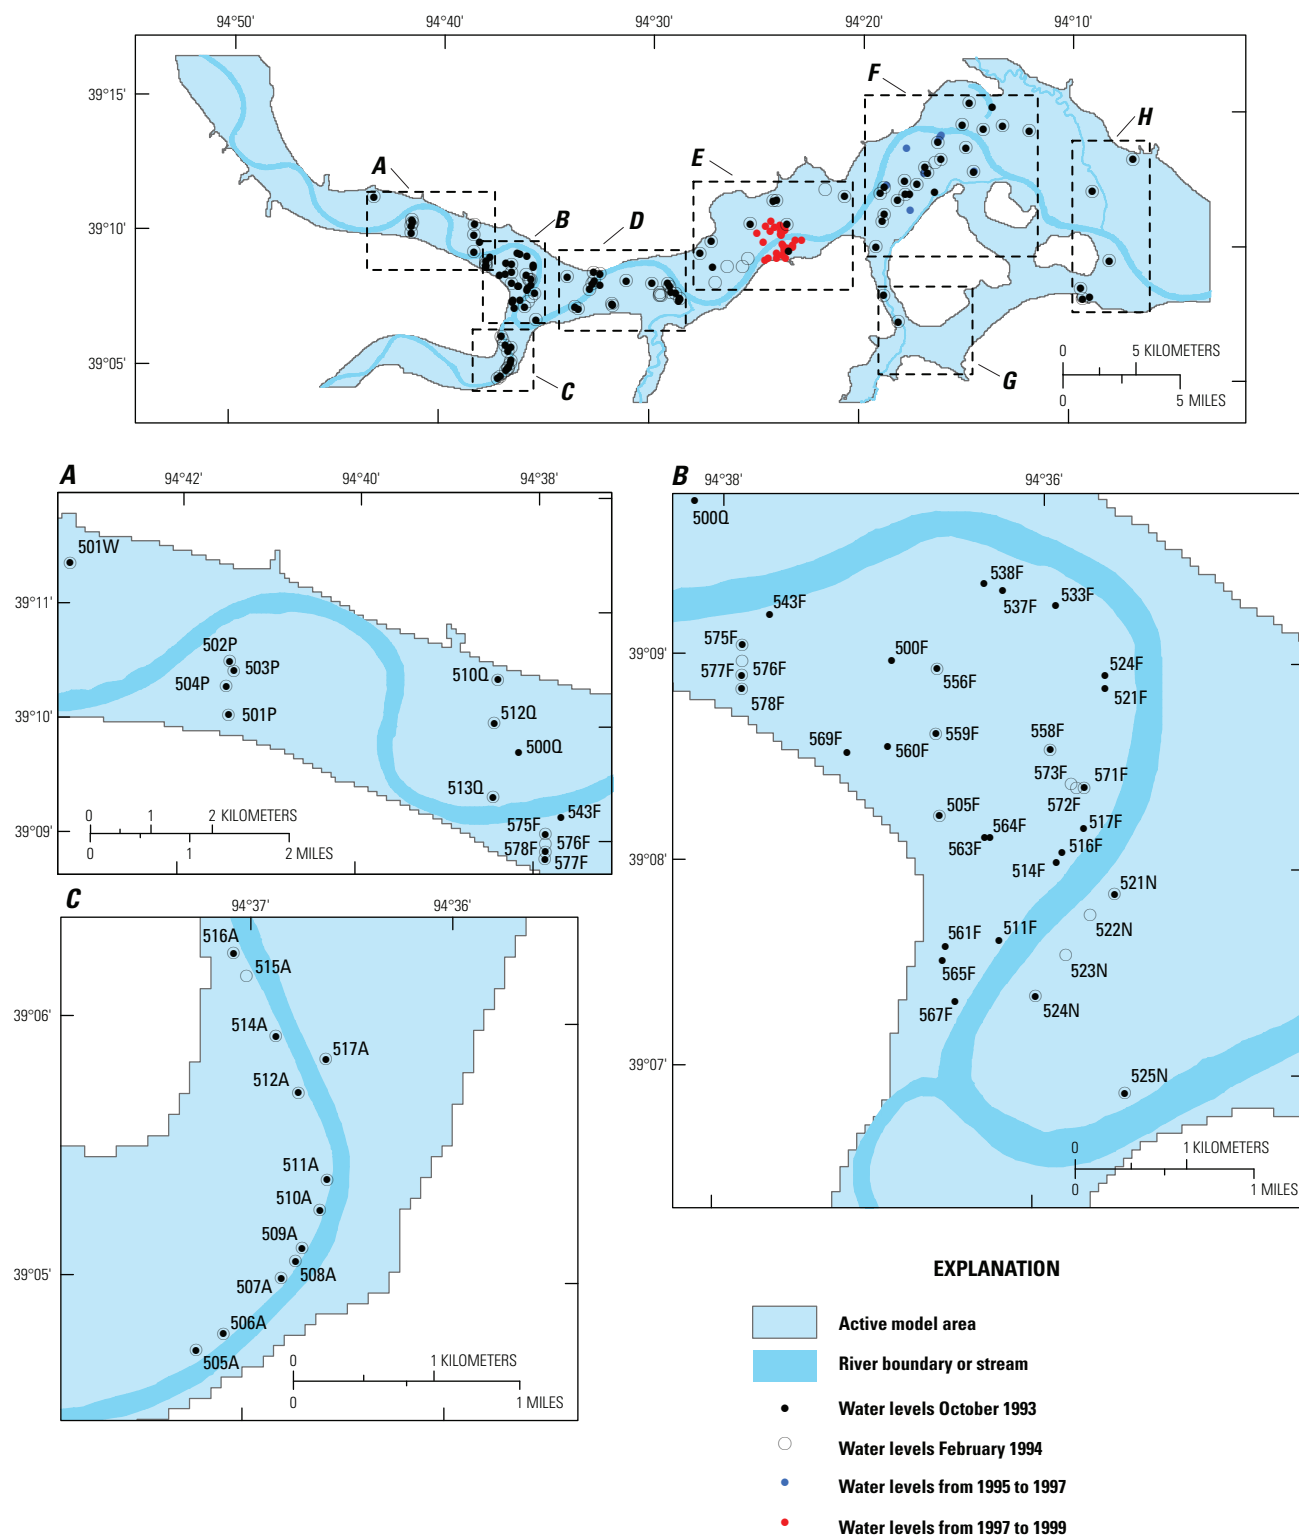 94°50'
94°40'
94°30'
94°20'
94°10'
39°15'
39°10'
39°05'
A
B
C
D
E
F
G
H
0 5 KILOMETERS
0 5 MILES
A
94°42'
94°40'
94°38'
39°11'
39°10'
39°09'
501W
502P
503P
504P
501P
510Q
512Q
500Q
513Q
543F
575F
576F
578F
577F
0 1 2 KILOMETERS
0 1 2 MILES
B
94°38'
94°36'
39°09'
39°08'
39°07'
500Q
538F
537F
533F
543F
575F
577F
576F
578F
500F
556F
524F
521F
569F
560F
559F
558F
573F
571F
572F
505F
564F
563F
517F
516F
514F
521N
522N
561F
511F
565F
523N
567F
524N
525N
0 1 KILOMETERS
0 1 MILES
C
94°37'
94°36'
39°06'
39°05'
516A
515A
514A
517A
512A
511A
510A
509A
508A
507A
506A
505A
0 1 KILOMETERS
0 1 MILES
EXPLANATION
Active model area
River boundary or stream
Water levels October 1993
Water levels February 1994
Water levels from 1995 to 1997
Water levels from 1997 to 1999